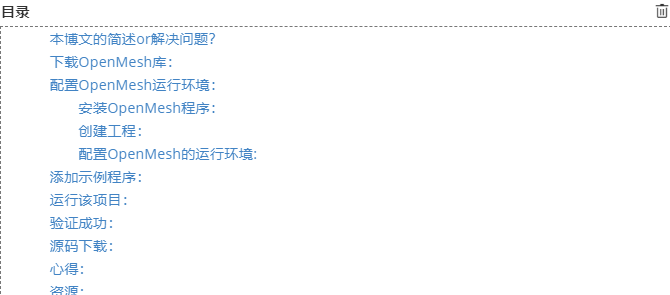 目录
本博文的简述or解决问题？
下载OpenMesh库：
配置OpenMesh运行环境：
安装OpenMesh程序：
创建工程：
配置OpenMesh的运行环境:
添加示例程序：
运行该项目：
验证成功：
源码下载：
心得：
资源：